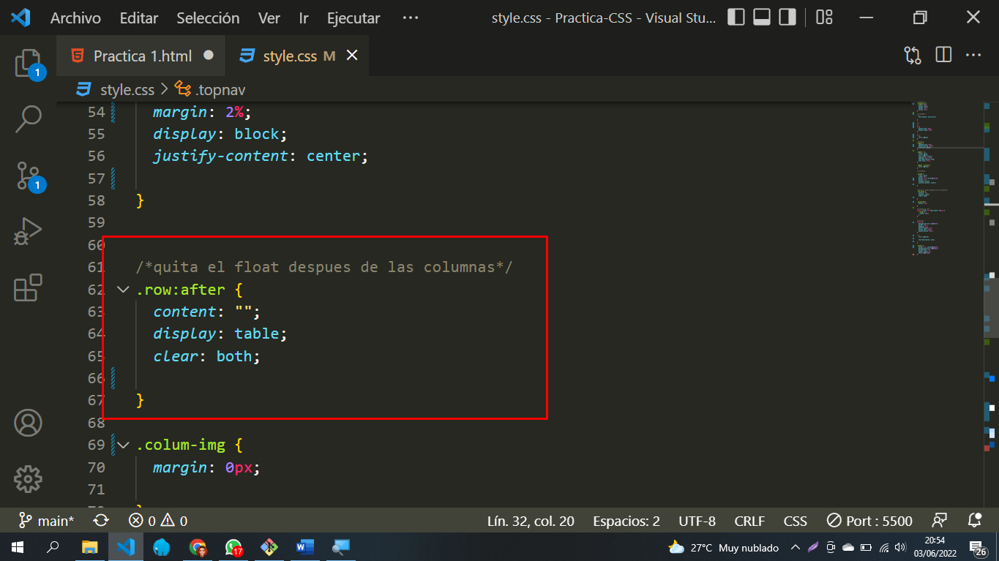 Archivo Editar Selección Ver Ir Ejecutar ··· style.css - Practica-CSS - Visual Stu...
Practica 1.html style.css M
1
style.css > .topnav
54 margin: 2%;
55 display: block;
56 justify-content: center;
57
58 }
59
60
61 /*quita el float despues de las columnas*/
62 .row:after {
63 content: "";
64 display: table;
65 clear: both;
66
67 }
68
69 .colum-img {
70 margin: 0px;
71
1
main* 0 0 Lín. 32, col. 20 Espacios: 2 UTF-8 CRLF CSS Port : 5500
17 27°C Muy nublado 20:54
03/06/2022
26